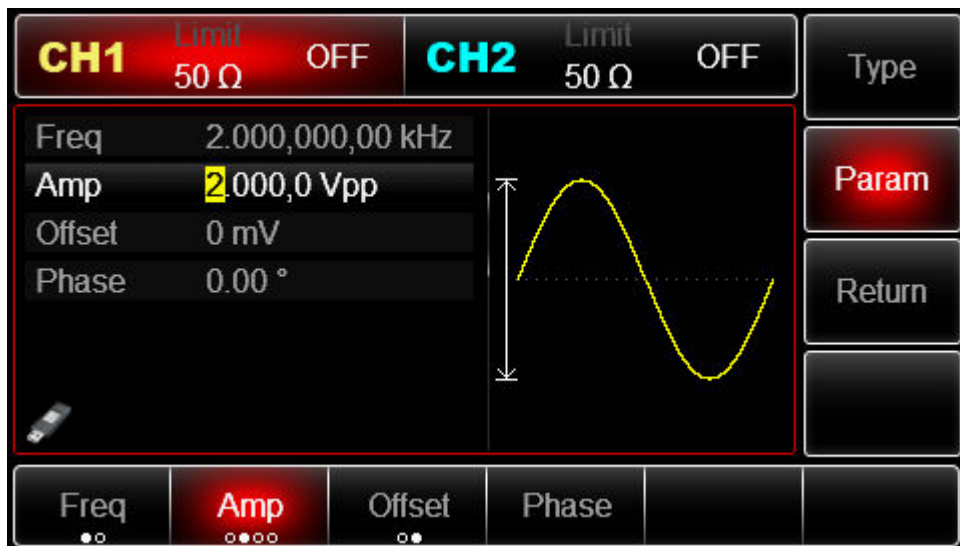 CH1 Limit 50 Ω OFF CH2 Limit 50 Ω OFF
Type
Freq 2.000,000,00 kHz
Amp 2.000,0 Vpp
Offset 0 mV
Phase 0.00 °
Param
Return
Freq Amp Offset Phase